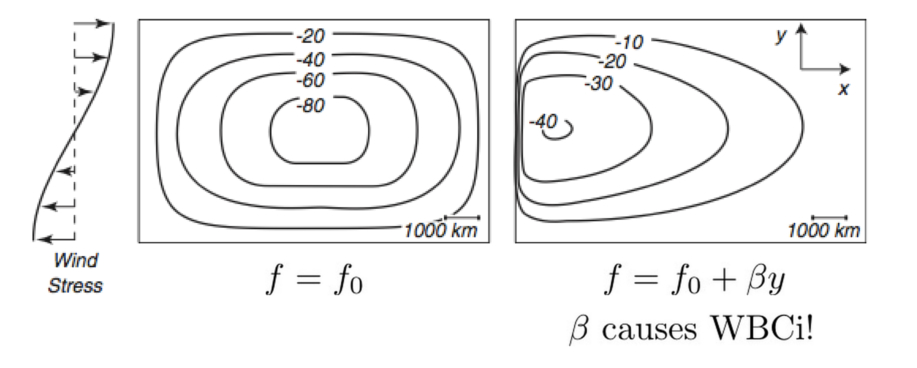 -20
-40
-60
-80
1000 km
-10
-20
-30
-40
y
x
1000 km
Wind
Stress
f = f₀
f = f₀ + βy
β causes WBCi!